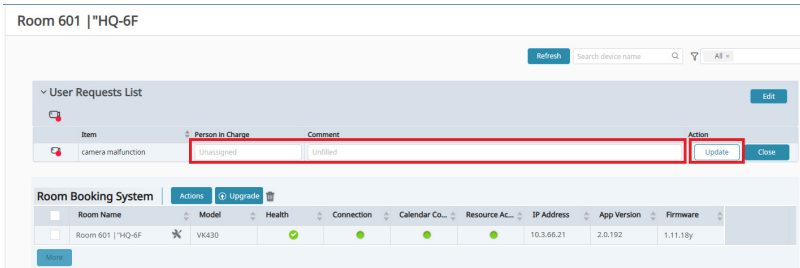 Room 601 |"HQ-6F
Refresh Search device name All ×
User Requests List Edit
Item Person in Charge Comment Action
camera malfunction Unassigned Unfilled Update Close
Room Booking System Actions Upgrade
Room Name Model Health Connection Calendar Co... Resource Ac... IP Address App Version Firmware
Room 601 |"HQ-6F VK430 10.3.66.21 2.0.192 1.11.18y
More